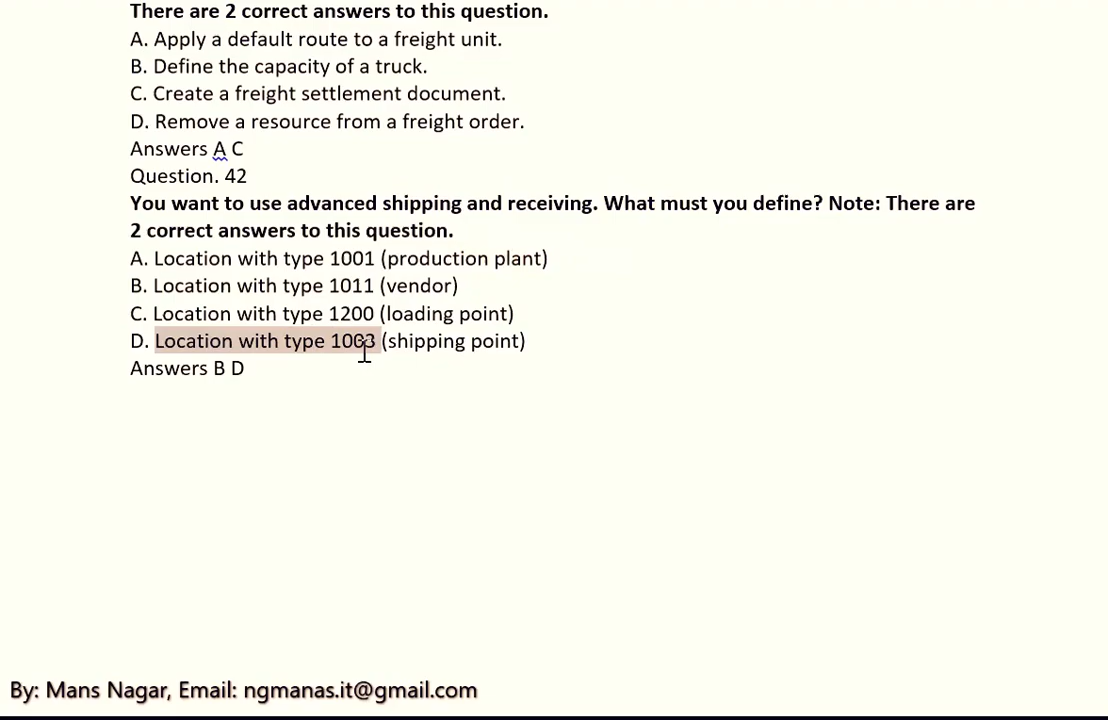 There are 2 correct answers to this question.
A. Apply a default route to a freight unit.
B. Define the capacity of a truck.
C. Create a freight settlement document.
D. Remove a resource from a freight order.
Answers A C
Question. 42
You want to use advanced shipping and receiving. What must you define? Note: There are
2 correct answers to this question.
A. Location with type 1001 (production plant)
B. Location with type 1011 (vendor)
C. Location with type 1200 (loading point)
D. Location with type 1003 (shipping point)
Answers B D
By: Mans Nagar, Email: ngmanas.it@gmail.com